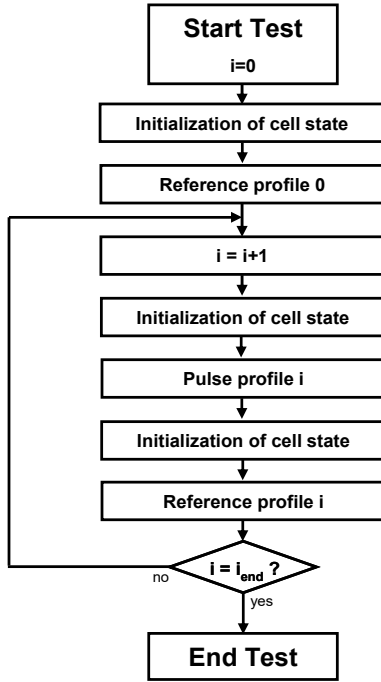 Start Test
i=0
Initialization of cell state
Reference profile 0
i = i+1
Initialization of cell state
Pulse profile i
Initialization of cell state
Reference profile i
i = i_end ?
no
yes
End Test